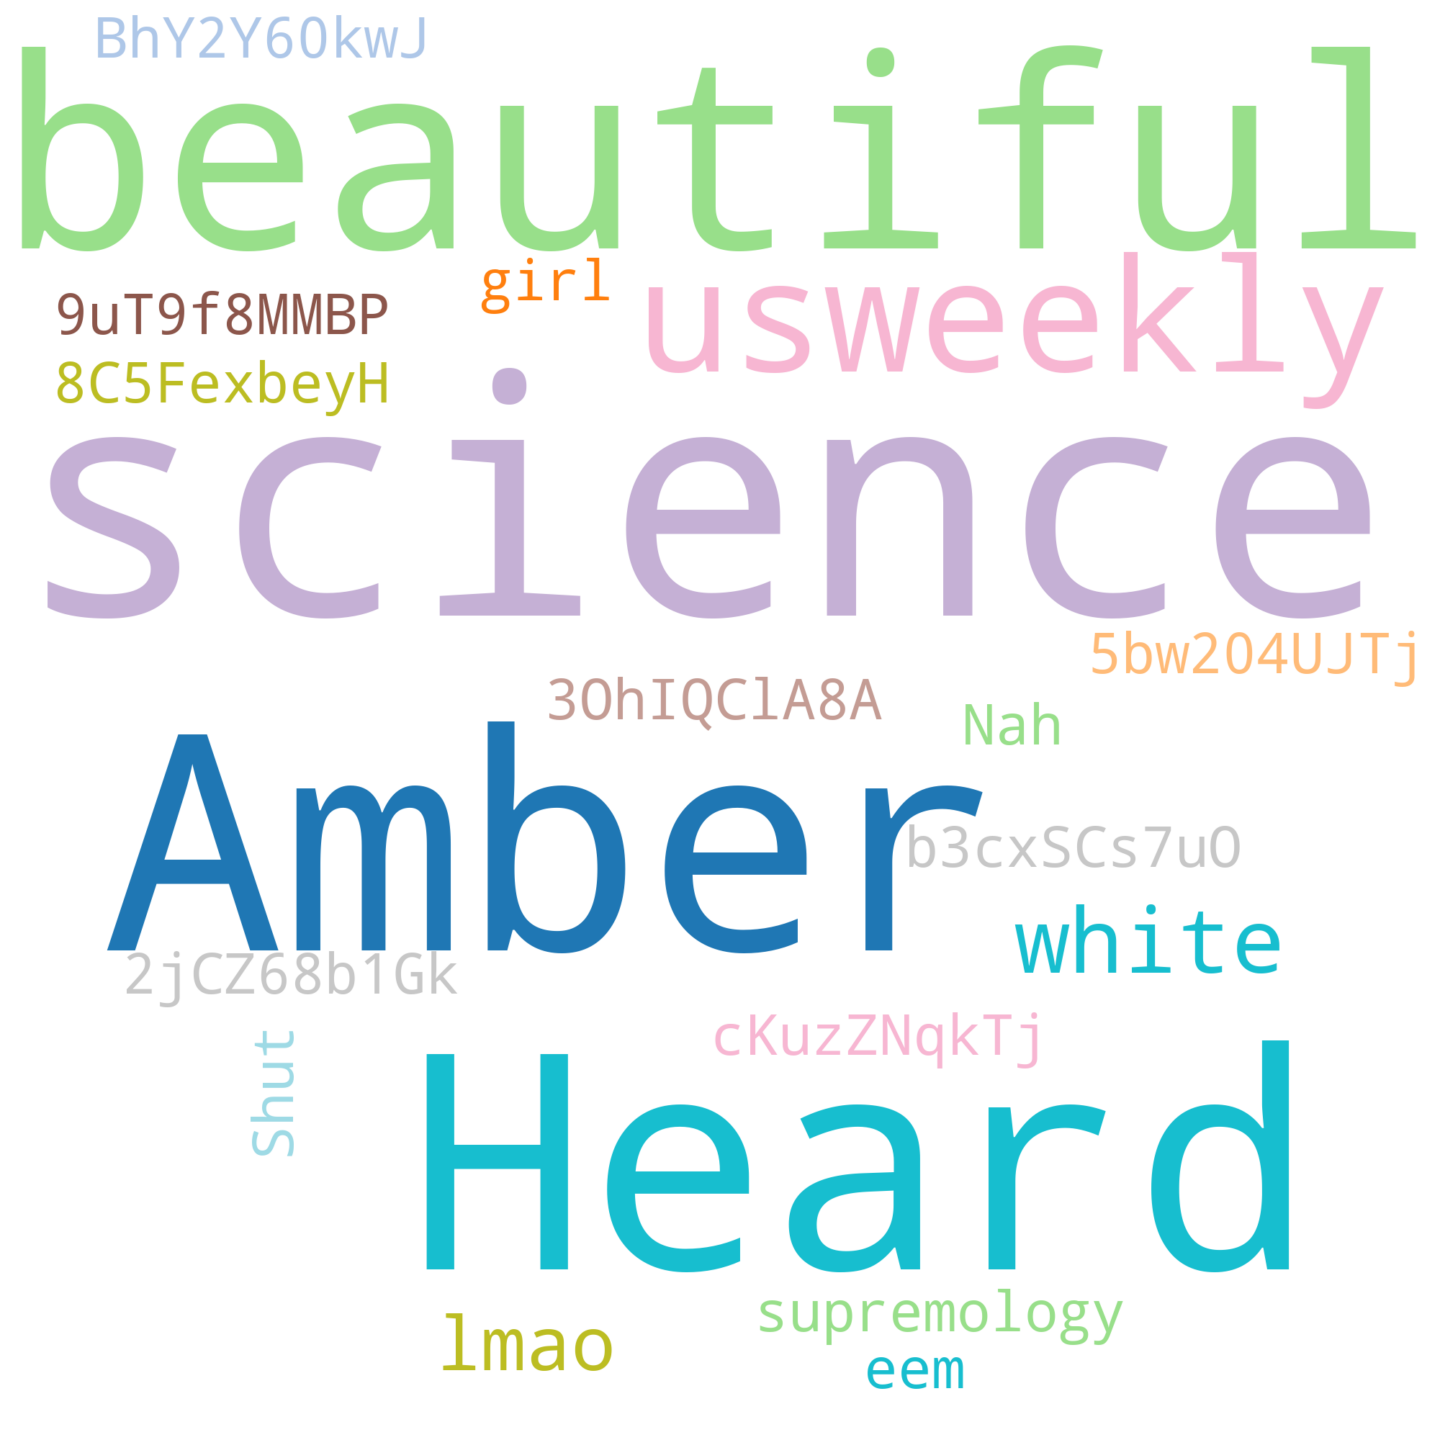 BhY2Y60kwJ
beautiful
girl
usweekly
9uT9f8MMBP
8C5FexbeyH
science
5bw2O4UJTj
3OhIQClA8A
Nah
Amber
b3cxSCs7uO
white
2jCZ68b1Gk
cKuzZNqkTj
Shut
Heard
supremology
lmao
eem